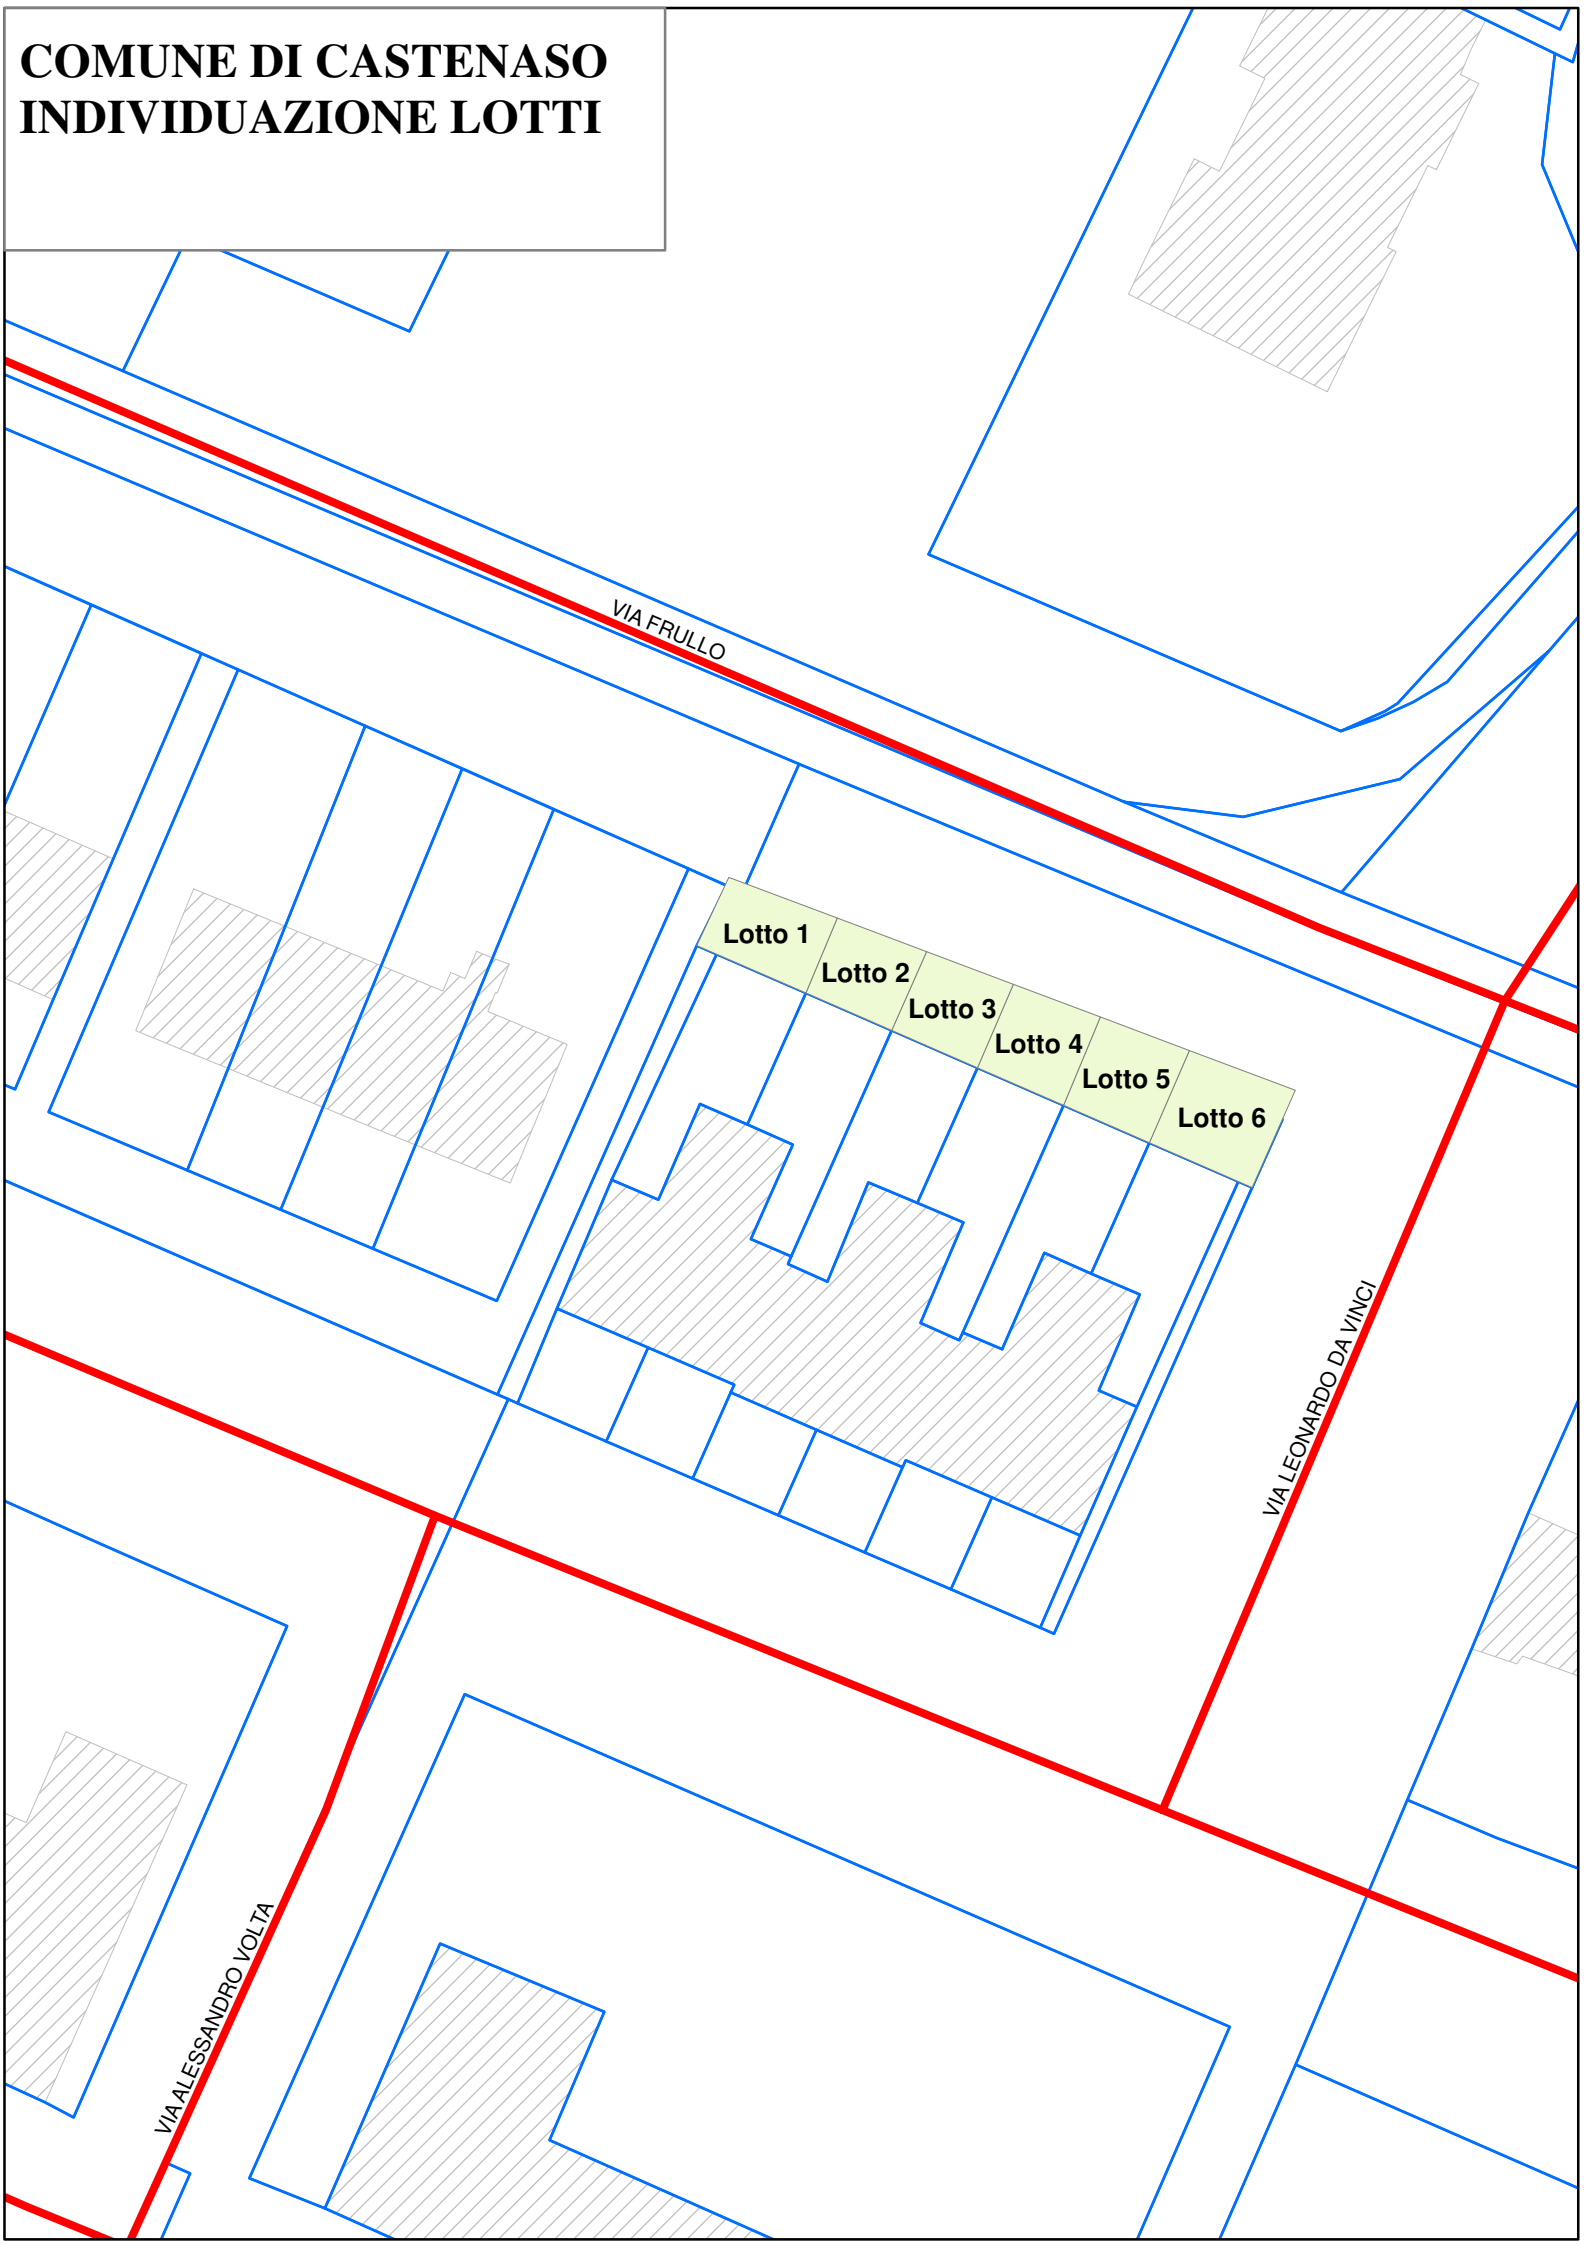 COMUNE DI CASTENASO
INDIVIDUAZIONE LOTTI
VIA FRULLO
Lotto 1
Lotto 2
Lotto 3
Lotto 4
Lotto 5
Lotto 6
VIA LEONARDO DA VINCI
VIA ALESSANDRO VOLTA